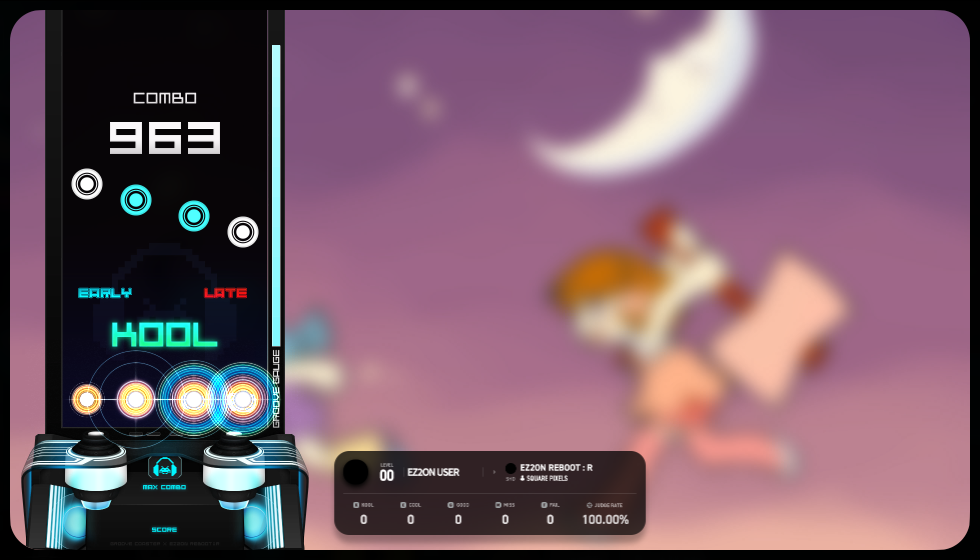 COMBO
963
EARLY LATE
KOOL
GROOVE GAUGE
MAX COMBO
SCORE
LEVEL
00
EZ2ON USER
EZ2ON REBOOT : R
SQUARE PIXELS
KOOL COOL GOOD MISS FAIL JUDGE RATE
0 0 0 0 0 100.00%